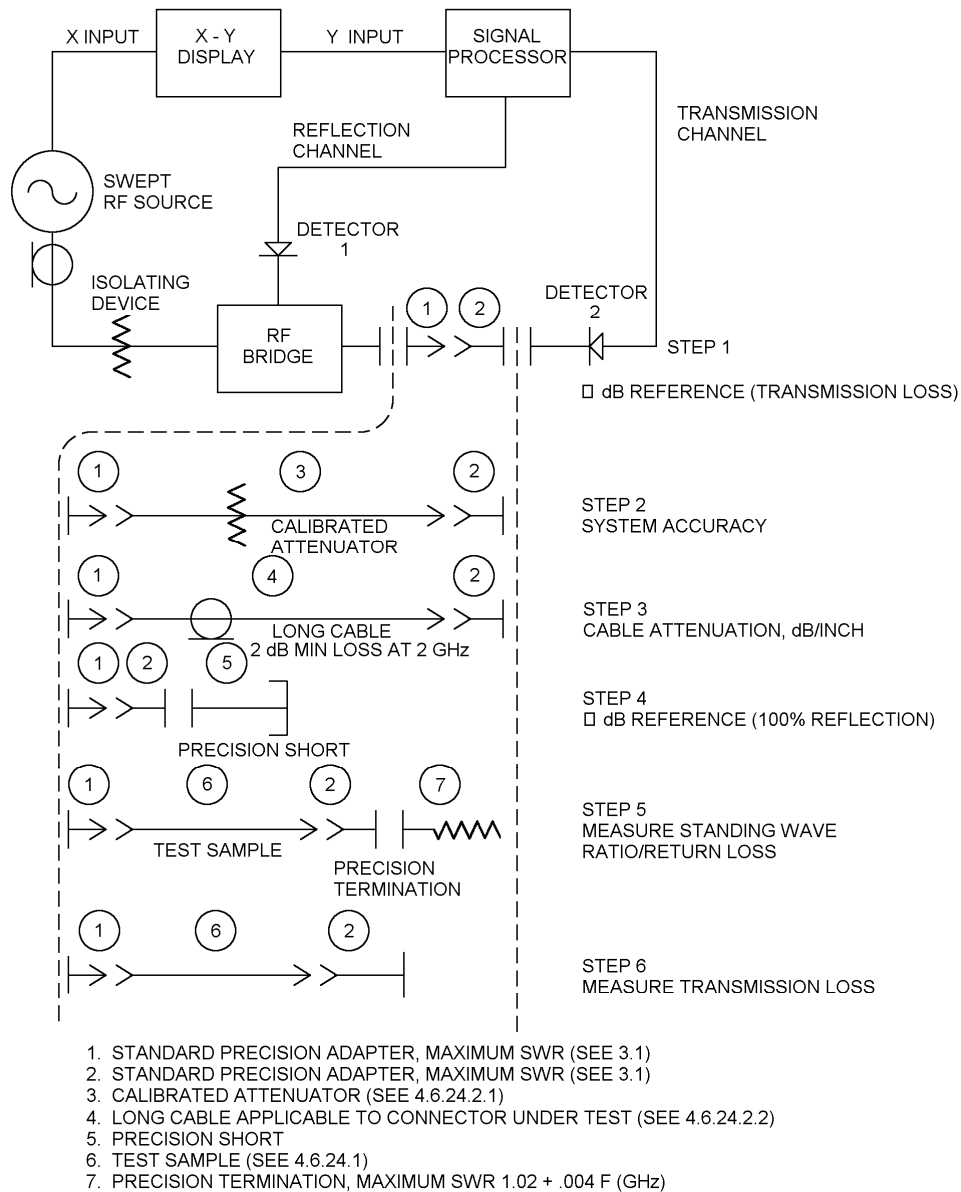 X INPUT
X - Y
DISPLAY
Y INPUT
SIGNAL
PROCESSOR
TRANSMISSION
CHANNEL
REFLECTION
CHANNEL
SWEPT
RF SOURCE
DETECTOR
1
ISOLATING
DEVICE
RF
BRIDGE
1
2
DETECTOR
2
STEP 1
□ dB REFERENCE (TRANSMISSION LOSS)
1
3
2
CALIBRATED
ATTENUATOR
STEP 2
SYSTEM ACCURACY
1
4
2
LONG CABLE
2 dB MIN LOSS AT 2 GHz
STEP 3
CABLE ATTENUATION, dB/INCH
1
2
5
PRECISION SHORT
STEP 4
□ dB REFERENCE (100% REFLECTION)
1
6
2
7
TEST SAMPLE
PRECISION
TERMINATION
STEP 5
MEASURE STANDING WAVE
RATIO/RETURN LOSS
1
6
2
STEP 6
MEASURE TRANSMISSION LOSS
1. STANDARD PRECISION ADAPTER, MAXIMUM SWR (SEE 3.1)
2. STANDARD PRECISION ADAPTER, MAXIMUM SWR (SEE 3.1)
3. CALIBRATED ATTENUATOR (SEE 4.6.24.2.1)
4. LONG CABLE APPLICABLE TO CONNECTOR UNDER TEST (SEE 4.6.24.2.2)
5. PRECISION SHORT
6. TEST SAMPLE (SEE 4.6.24.1)
7. PRECISION TERMINATION, MAXIMUM SWR 1.02 + .004 F (GHz)